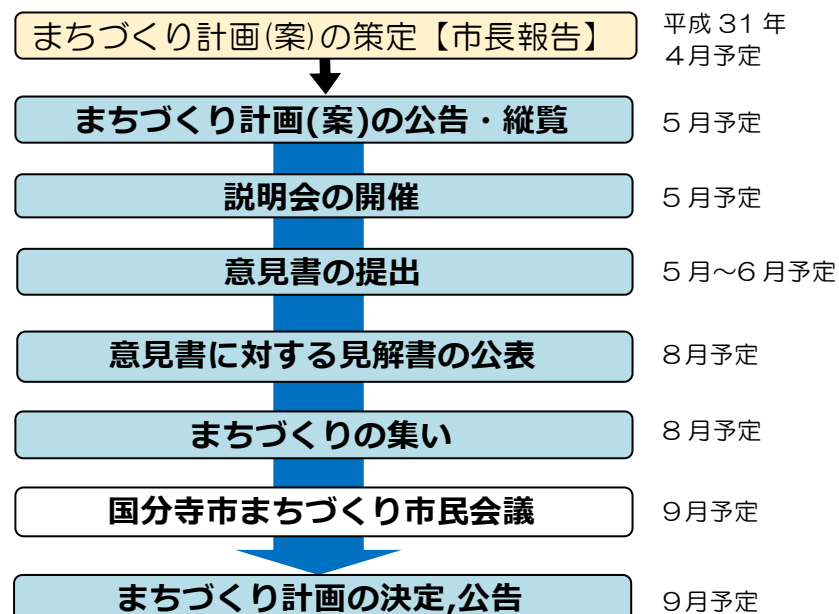 まちづくり計画(案)の策定【市長報告】
平成 31 年
4月予定
まちづくり計画(案)の公告・縦覧
5 月予定
説明会の開催
5 月予定
意見書の提出
5 月～6 月予定
意見書に対する見解書の公表
8月予定
まちづくりの集い
8 月予定
国分寺市まちづくり市民会議
9月予定
まちづくり計画の決定,公告
9月予定